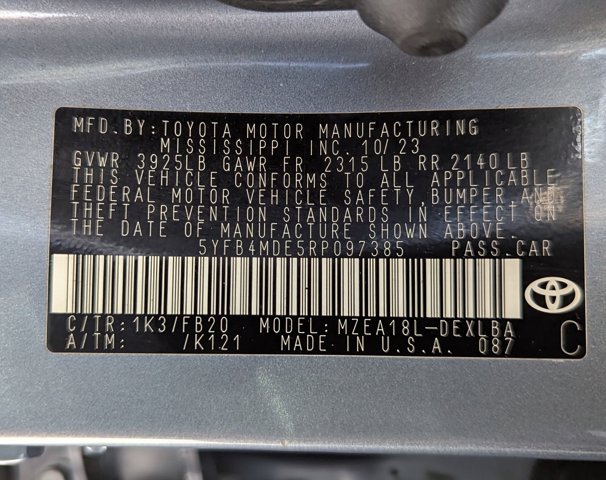 MFD.BY:TOYOTA MOTOR MANUFACTURING
MISSISSIPPI INC. 10/23
GVWR 3925LB GAWR FR 2315 LB RR 2140 LB
THIS VEHICLE CONFORMS TO ALL APPLICABLE
FEDERAL MOTOR VEHICLE SAFETY,BUMPER,AND
THEFT PREVENTION STANDARDS IN EFFECT ON
THE DATE OF MANUFACTURE SHOWN ABOVE.
5YFB4MDE5RP097385 PASS.CAR
C/TR:1K3/FB20 MODEL:MZEA18L-DEXLBA
A/TM: /K121 MADE IN U.S.A. 087 C